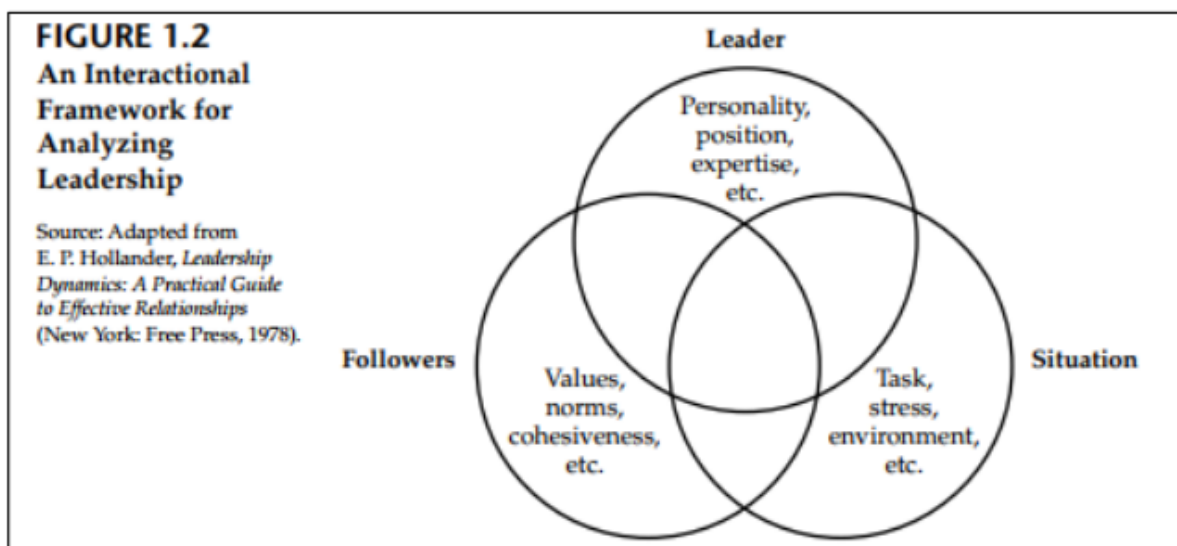 FIGURE 1.2
An Interactional
Framework for
Analyzing
Leadership
Source: Adapted from
E. P. Hollander, Leadership
Dynamics: A Practical Guide
to Effective Relationships
(New York: Free Press, 1978).
Leader
Personality,
position,
expertise,
etc.
Followers
Values,
norms,
cohesiveness,
etc.
Situation
Task,
stress,
environment,
etc.